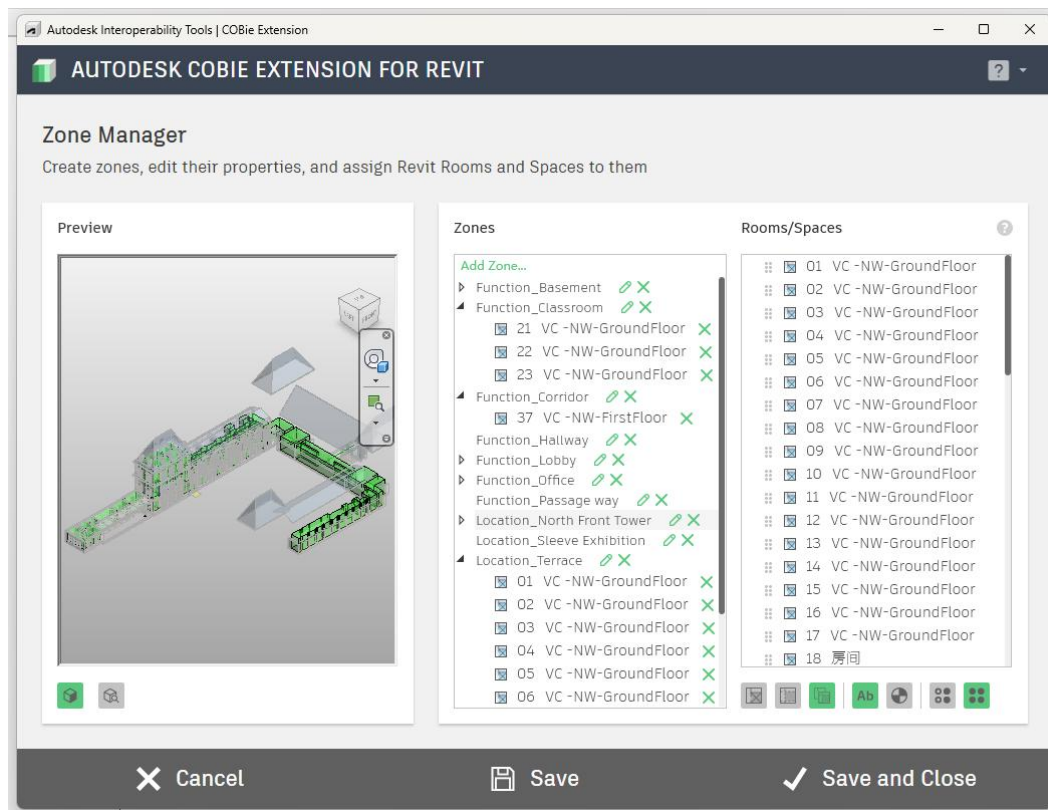 Autodesk Interoperability Tools | COBie Extension
AUTODESK COBIE EXTENSION FOR REVIT
?
Zone Manager
Create zones, edit their properties, and assign Revit Rooms and Spaces to them
Preview
Zones
Add Zone...
Function_Basement
Function_Classroom
21 VC -NW-GroundFloor
22 VC -NW-GroundFloor
23 VC -NW-GroundFloor
Function_Corridor
37 VC -NW-FirstFloor
Function_Hallway
Function_Lobby
Function_Office
Function_Passage way
Location_North Front Tower
Location_Sleeve Exhibition
Location_Terrace
01 VC -NW-GroundFloor
02 VC -NW-GroundFloor
03 VC -NW-GroundFloor
04 VC -NW-GroundFloor
05 VC -NW-GroundFloor
06 VC -NW-GroundFloor
Rooms/Spaces
?
01 VC -NW-GroundFloor
02 VC -NW-GroundFloor
03 VC -NW-GroundFloor
04 VC -NW-GroundFloor
05 VC -NW-GroundFloor
06 VC -NW-GroundFloor
07 VC -NW-GroundFloor
08 VC -NW-GroundFloor
09 VC -NW-GroundFloor
10 VC -NW-GroundFloor
11 VC -NW-GroundFloor
12 VC -NW-GroundFloor
13 VC -NW-GroundFloor
14 VC -NW-GroundFloor
15 VC -NW-GroundFloor
16 VC -NW-GroundFloor
17 VC -NW-GroundFloor
18 房间
Ab
Cancel
Save
Save and Close